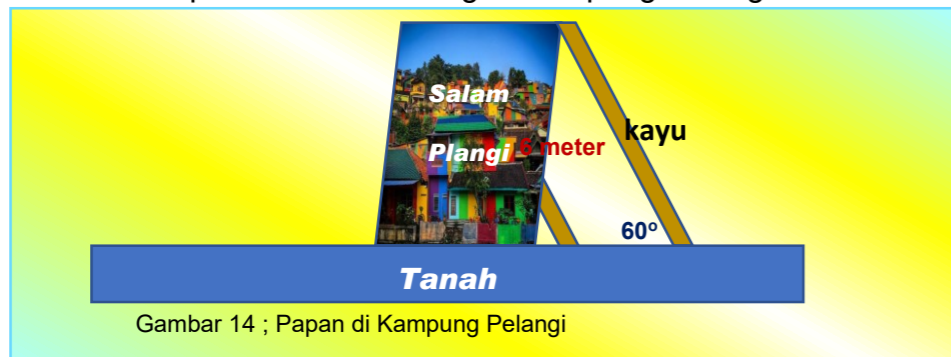 Salam
kayu
Plangi 6 meter
60°
Tanah
Gambar 14 ; Papan di Kampung Pelangi